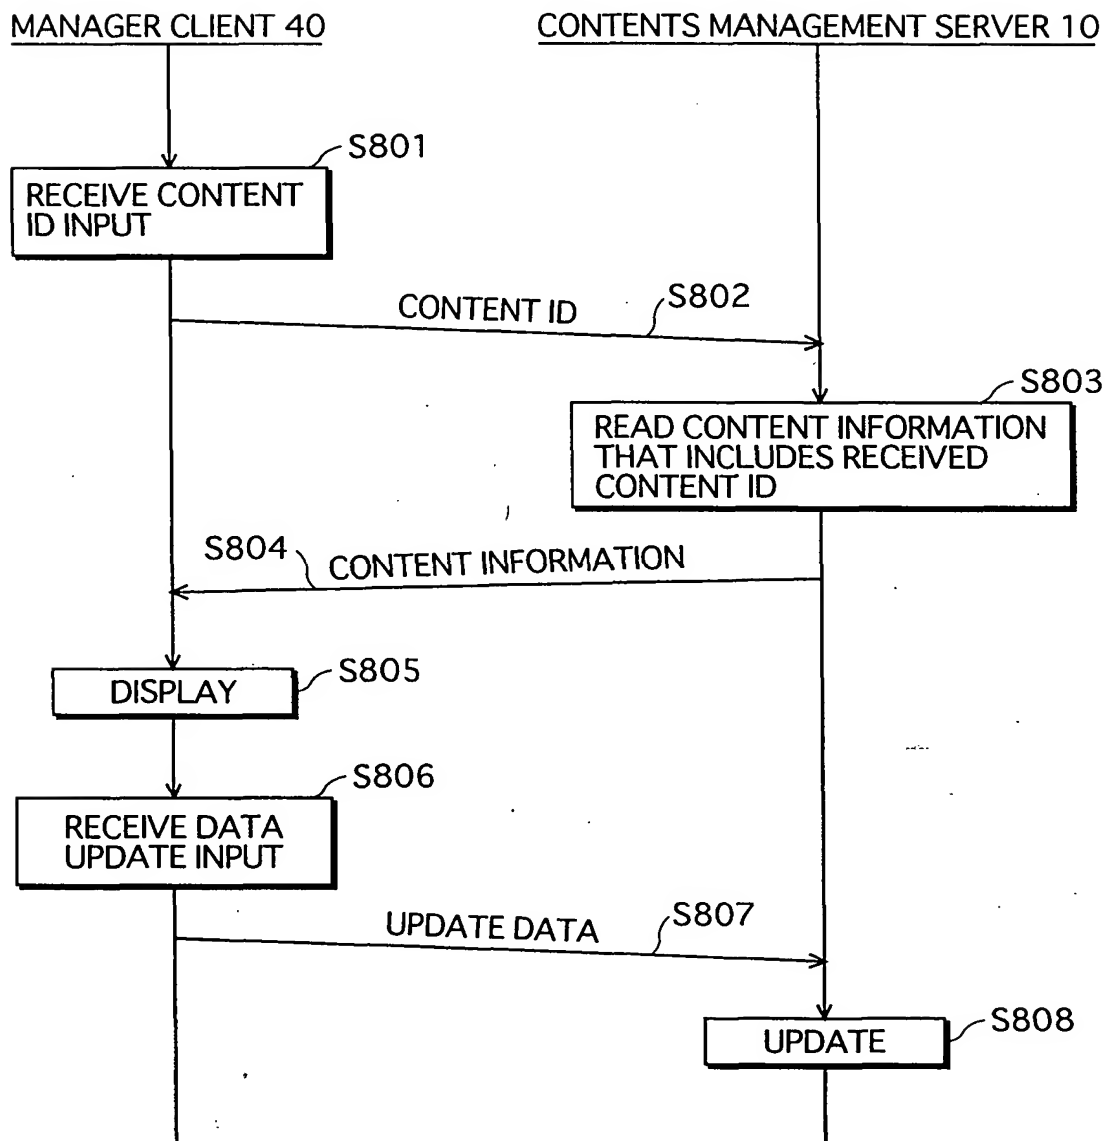 MANAGER CLIENT 40
CONTENTS MANAGEMENT SERVER 10
S801
RECEIVE CONTENT
ID INPUT
CONTENT ID
S802
S803
READ CONTENT INFORMATION
THAT INCLUDES RECEIVED
CONTENT ID
S804
CONTENT INFORMATION
S805
DISPLAY
S806
RECEIVE DATA
UPDATE INPUT
UPDATE DATA
S807
S808
UPDATE